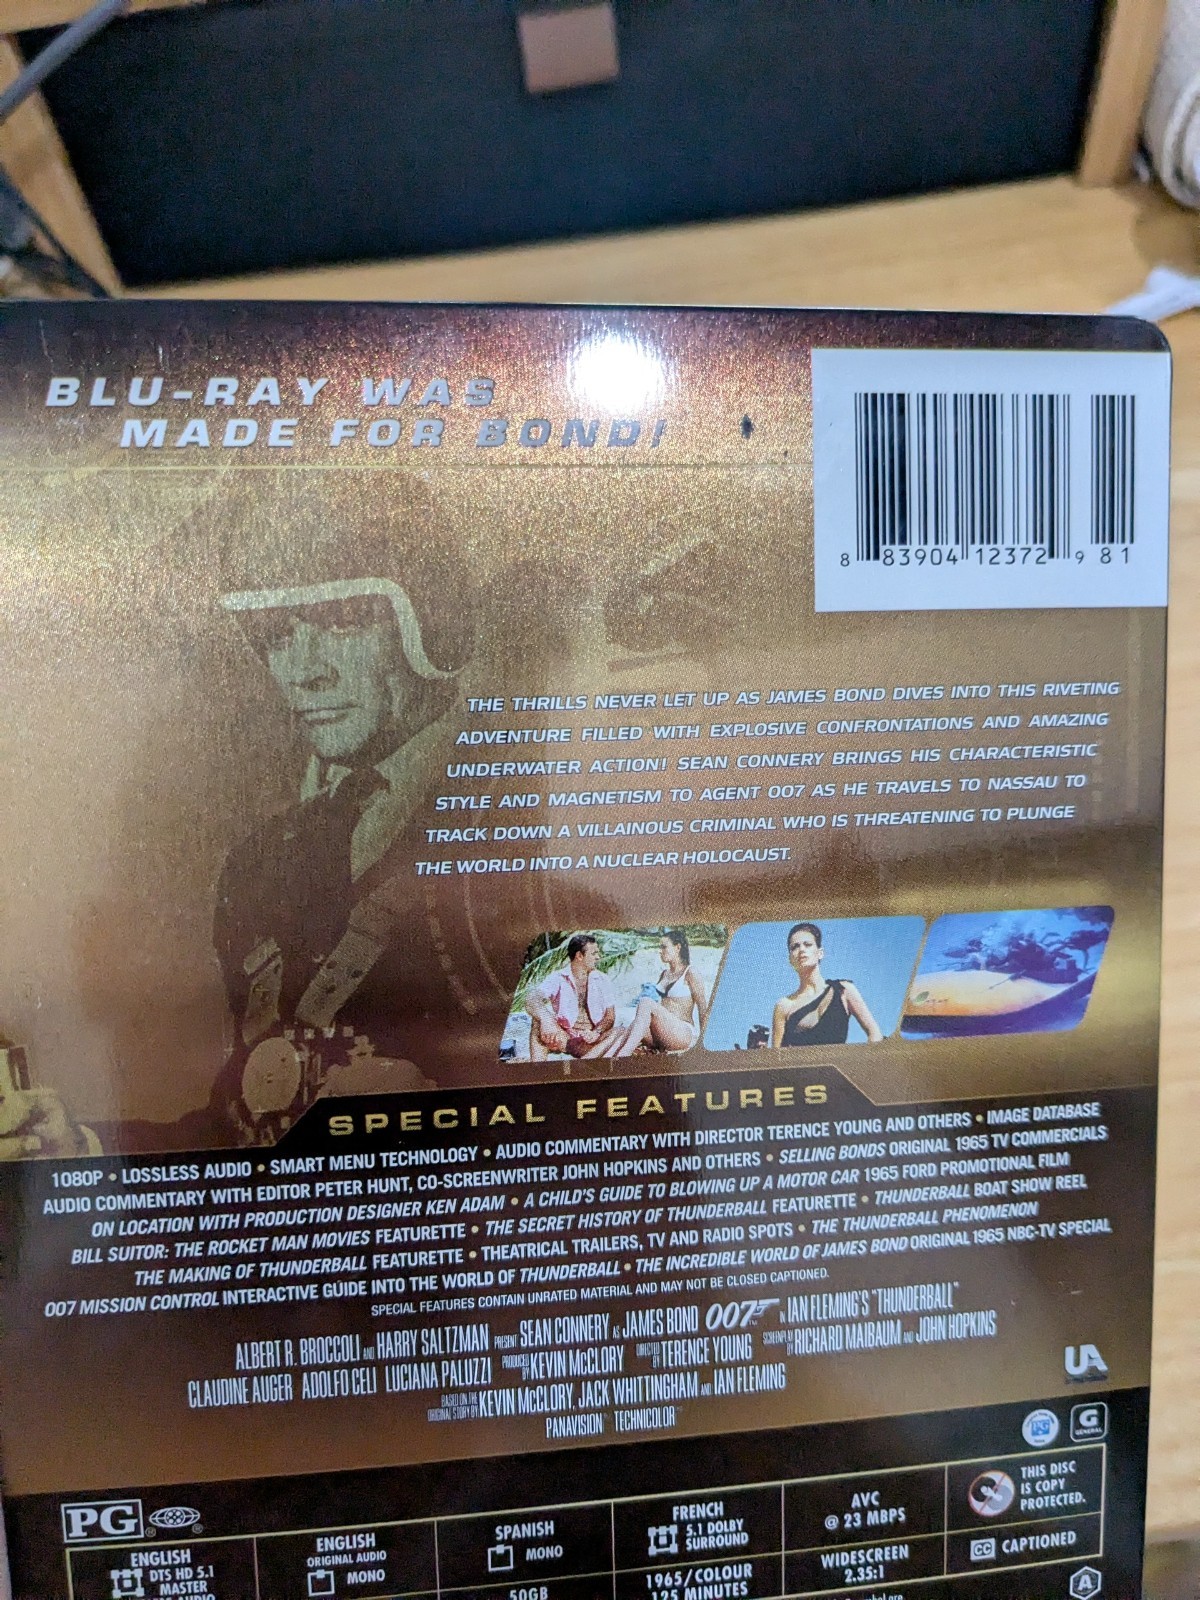 BLU-RAY WAS
MADE FOR BOND!
8 83904 12372 9 81
THE THRILLS NEVER LET UP AS JAMES BOND DIVES INTO THIS RIVETING
ADVENTURE FILLED WITH EXPLOSIVE CONFRONTATIONS AND AMAZING
UNDERWATER ACTION! SEAN CONNERY BRINGS HIS CHARACTERISTIC
STYLE AND MAGNETISM TO AGENT 007 AS HE TRAVELS TO NASSAU TO
TRACK DOWN A VILLAINOUS CRIMINAL WHO IS THREATENING TO PLUNGE
THE WORLD INTO A NUCLEAR HOLOCAUST.
SPECIAL FEATURES
1080P • LOSSLESS AUDIO • SMART MENU TECHNOLOGY • AUDIO COMMENTARY WITH DIRECTOR TERENCE YOUNG AND OTHERS • IMAGE DATABASE
AUDIO COMMENTARY WITH EDITOR PETER HUNT, CO-SCREENWRITER JOHN HOPKINS AND OTHERS • SELLING BONDS ORIGINAL 1965 TV COMMERCIALS
ON LOCATION WITH PRODUCTION DESIGNER KEN ADAM • A CHILD'S GUIDE TO BLOWING UP A MOTOR CAR 1965 FORD PROMOTIONAL FILM
BILL SUITOR: THE ROCKET MAN MOVIES FEATURETTE • THE SECRET HISTORY OF THUNDERBALL FEATURETTE • THUNDERBALL BOAT SHOW REEL
THE MAKING OF THUNDERBALL FEATURETTE • THEATRICAL TRAILERS, TV AND RADIO SPOTS • THE THUNDERBALL PHENOMENON
007 MISSION CONTROL INTERACTIVE GUIDE INTO THE WORLD OF THUNDERBALL • THE INCREDIBLE WORLD OF JAMES BOND ORIGINAL 1965 NBC-TV SPECIAL
SPECIAL FEATURES CONTAIN UNRATED MATERIAL AND MAY NOT BE CLOSED CAPTIONED.
ALBERT R. BROCCOLI AND HARRY SALTZMAN PRESENT SEAN CONNERY AS JAMES BOND 007 IN IAN FLEMING'S "THUNDERBALL"
CLAUDINE AUGER ADOLFO CELI LUCIANA PALUZZI PRODUCED BY KEVIN McCLORY DIRECTED BY TERENCE YOUNG SCREENPLAY BY RICHARD MAIBAUM AND JOHN HOPKINS
BASED ON THE ORIGINAL STORY BY KEVIN McCLORY, JACK WHITTINGHAM AND IAN FLEMING
PANAVISION® TECHNICOLOR®
UA
PG
G
GENERAL
PG
ENGLISH
DTS HD 5.1
MASTER
ENGLISH
ORIGINAL AUDIO
MONO
SPANISH
MONO
FRENCH
5.1 DOLBY
SURROUND
AVC
@ 23 MBPS
THIS DISC
IS COPY
PROTECTED.
50GB
1965/COLOUR
125 MINUTES
WIDESCREEN
2.35:1
CC CAPTIONED
A